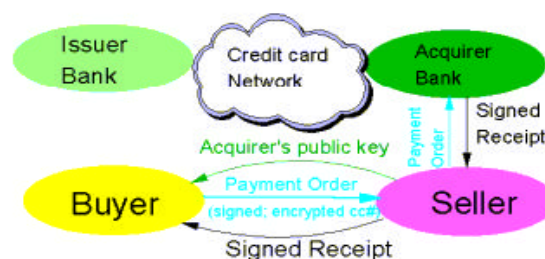 Issuer
Bank
Credit card
Network
Acquirer
Bank
Payment
Order
Signed
Receipt
Acquirer's public key
Payment Order
(signed; encrypted cc#)
Buyer
Seller
Signed Receipt